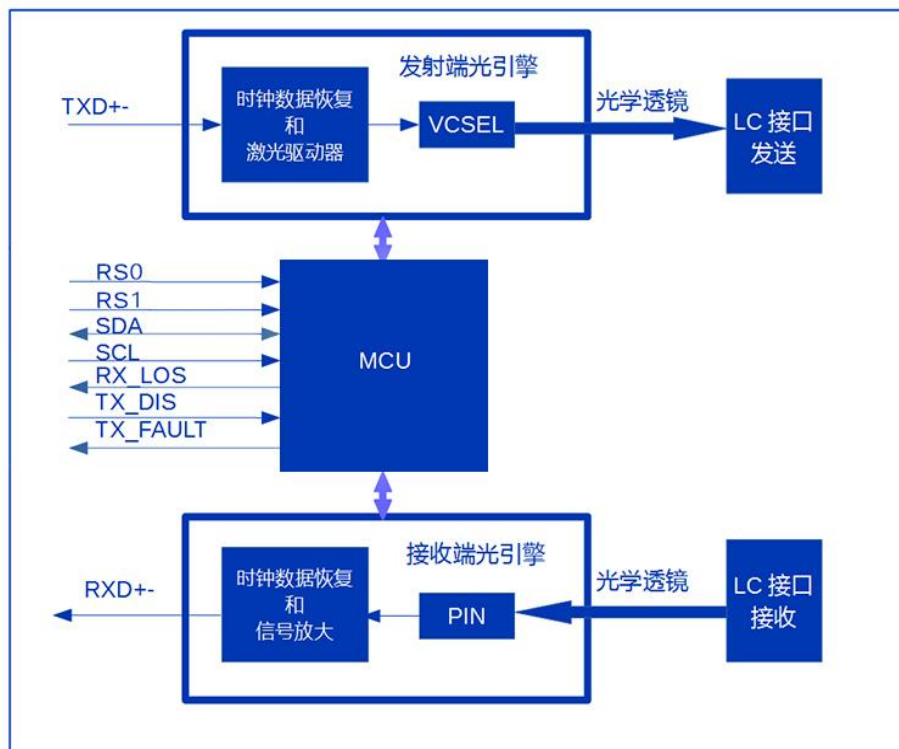 发射端光引擎
TXD+-
时钟数据恢复
和
激光驱动器
VCSEL
光学透镜
LC 接口
发送
RS0
RS1
SDA
SCL
RX_LOS
TX_DIS
TX_FAULT
MCU
接收端光引擎
RXD+-
时钟数据恢复
和
信号放大
PIN
光学透镜
LC 接口
接收